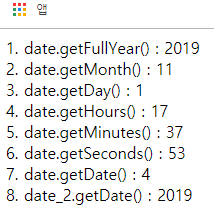 앱
1. date.getFullYear() : 2019
2. date.getMonth() : 11
3. date.getDay() : 1
4. date.getHours() : 17
5. date.getMinutes() : 37
6. date.getSeconds() : 53
7. date.getDate() : 4
8. date_2.getDate() : 2019